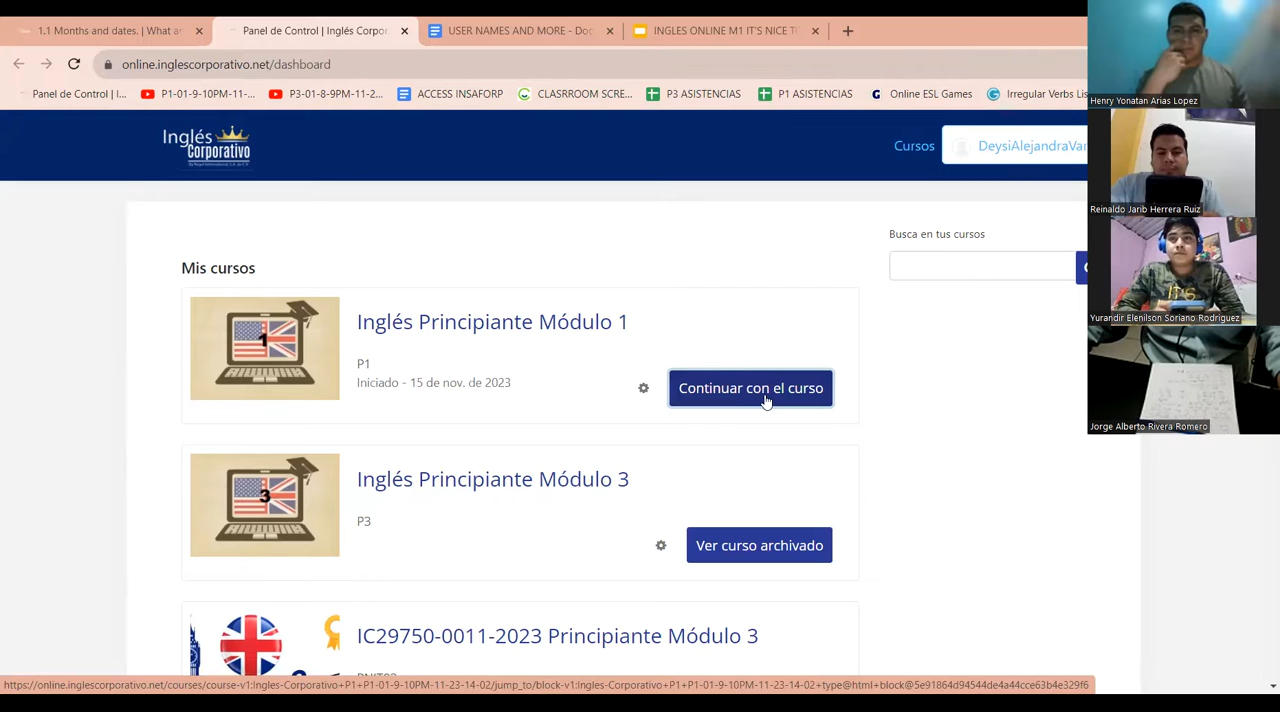 1.1 Months and dates. | What a
Panel de Control | Inglés Corpor
USER NAMES AND MORE - Doc
INGLES ONLINE M1 IT'S NICE T
online.inglescorporativo.net/dashboard
Panel de Control | I...
P1-01-9-10PM-11-...
P3-01-8-9PM-11-2...
ACCESS INSAFORP
CLASRROOM SCRE...
P3 ASISTENCIAS
P1 ASISTENCIAS
Online ESL Games
Irregular Verbs Lis
Inglés
Corporativo
Cursos
DeysiAlejandraVar
Busca en tus cursos
Mis cursos
1
Inglés Principiante Módulo 1
P1
Iniciado - 15 de nov. de 2023
Continuar con el curso
3
Inglés Principiante Módulo 3
P3
Ver curso archivado
IC29750-0011-2023 Principiante Módulo 3
https://online.inglescorporativo.net/courses/course-v1:Ingles-Corporativo+P1+P1-01-9-10PM-11-23-14-02/jump_to/block-v1:Ingles-Corporativo+P1+P1-01-9-10PM-11-23-14-02+type@html+block@5e91864d94544de4a44cce63b4e329f6
Henry Yonatan Arias Lopez
Reinaldo Jarib Herrera Ruiz
IT'S
Yurandir Elenilson Soriano Rodriguez
Jorge Alberto Rivera Romero